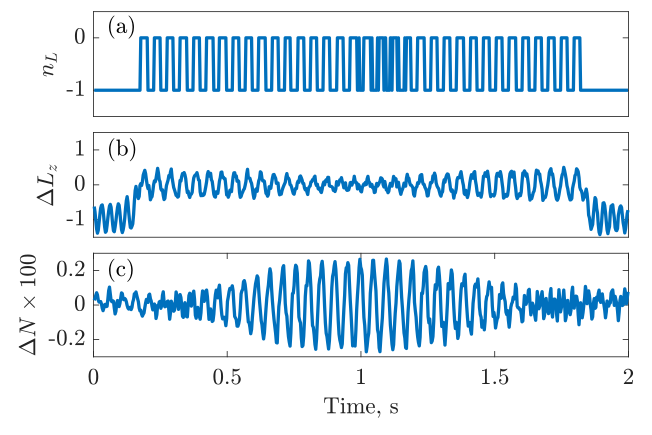 (a)
0
-1
n_L
(b)
1
0
-1
ΔL_z
(c)
0.2
0
-0.2
ΔN × 100
0 0.5 1 1.5 2
Time, s